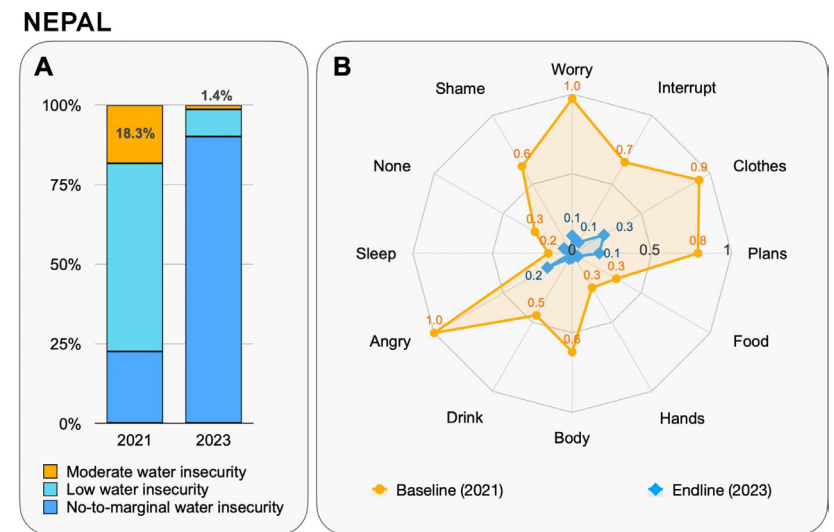 NEPAL
A
100%
75%
50%
25%
0%
18.3%
1.4%
2021
2023
Moderate water insecurity
Low water insecurity
No-to-marginal water insecurity
B
Worry
Interrupt
Clothes
Plans
Food
Hands
Body
Drink
Angry
Sleep
None
Shame
1.0
0.7
0.9
0.8
0.3
0.3
0.6
0.5
1.0
0.2
0.3
0.6
0.1
0.1
0.3
0.1
0.2
0
0.5
1
Baseline (2021)
Endline (2023)